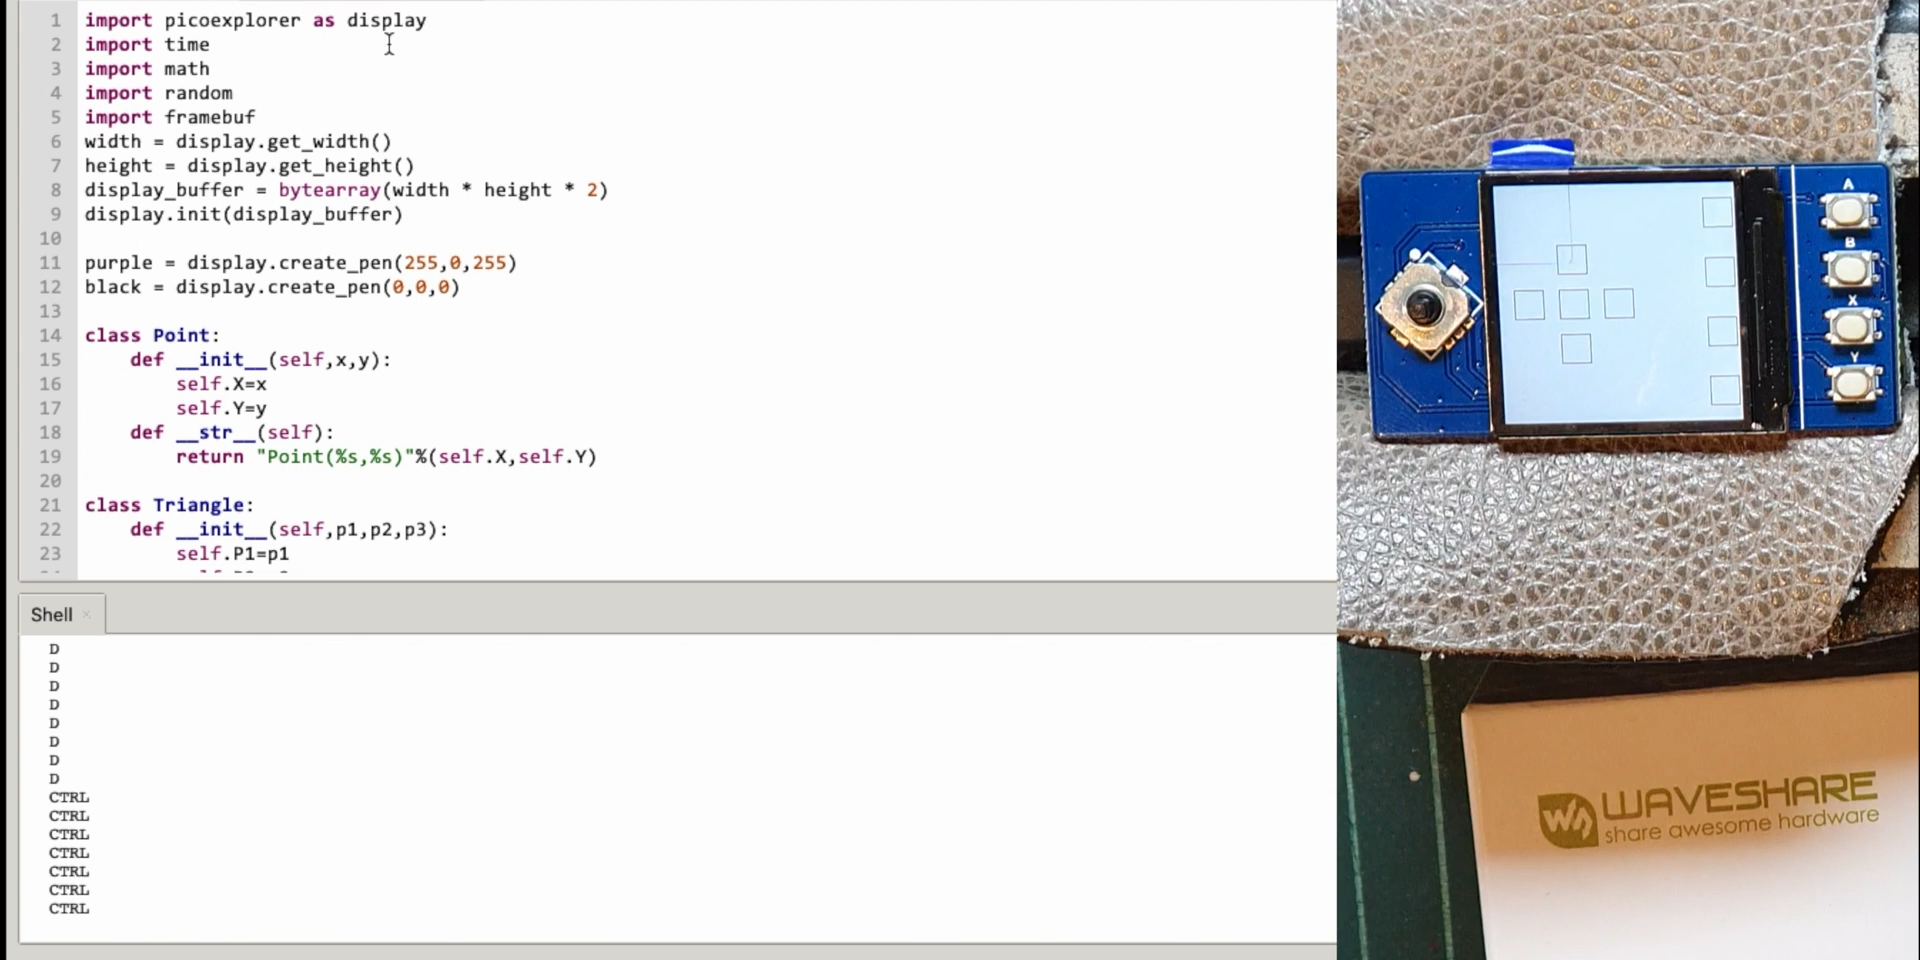 1 import picoexplorer as display
2 import time
3 import math
4 import random
5 import framebuf
6 width = display.get_width()
7 height = display.get_height()
8 display_buffer = bytearray(width * height * 2)
9 display.init(display_buffer)
10
11 purple = display.create_pen(255,0,255)
12 black = display.create_pen(0,0,0)
13
14 class Point:
15 def __init__(self,x,y):
16 self.X=x
17 self.Y=y
18 def __str__(self):
19 return "Point(%s,%s)"%(self.X,self.Y)
20
21 class Triangle:
22 def __init__(self,p1,p2,p3):
23 self.P1=p1
Shell
D
D
D
D
D
D
D
D
CTRL
CTRL
CTRL
CTRL
CTRL
CTRL
CTRL
A
B
X
Y
WAVESHARE
share awesome hardware